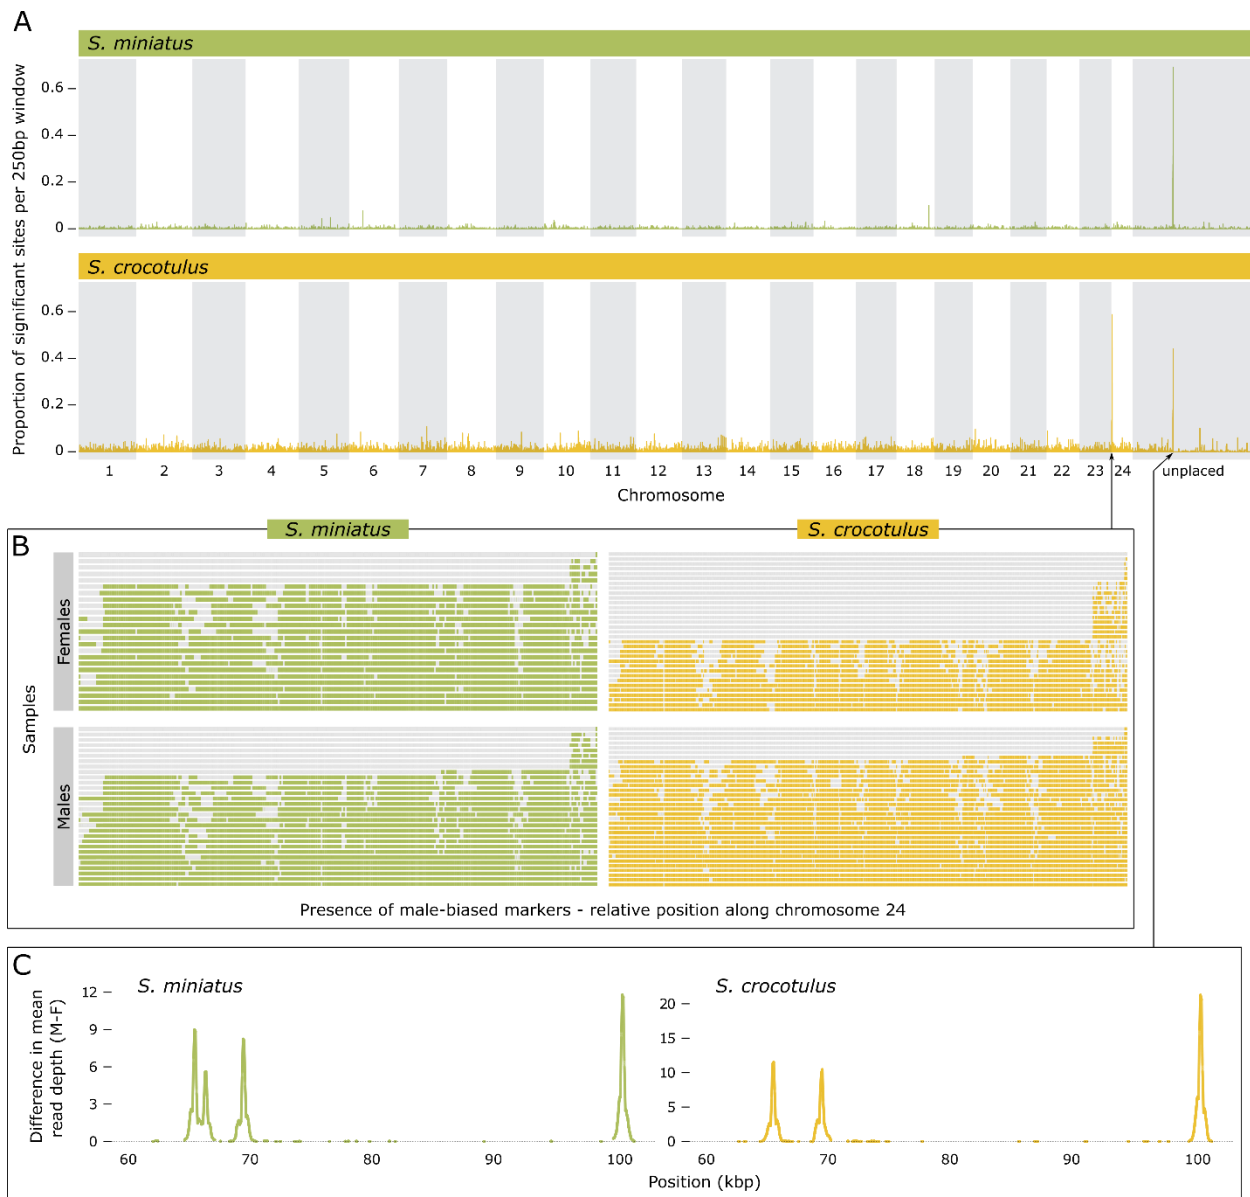 A
S. miniatus
Proportion of significant sites per 250bp window
0.6
0.4
0.2
0
S. crocotulus
0.6
0.4
0.2
0
1 2 3 4 5 6 7 8 9 10 11 12 13 14 15 16 17 18 19 20 21 22 23 24 unplaced
Chromosome
B
S. miniatus S. crocotulus
Samples
Females
Males
Presence of male-biased markers - relative position along chromosome 24
C
S. miniatus S. crocotulus
Difference in mean
read depth (M-F)
12
9
6
3
0
20
15
10
5
0
60 70 80 90 100 60 70 80 90 100
Position (kbp)